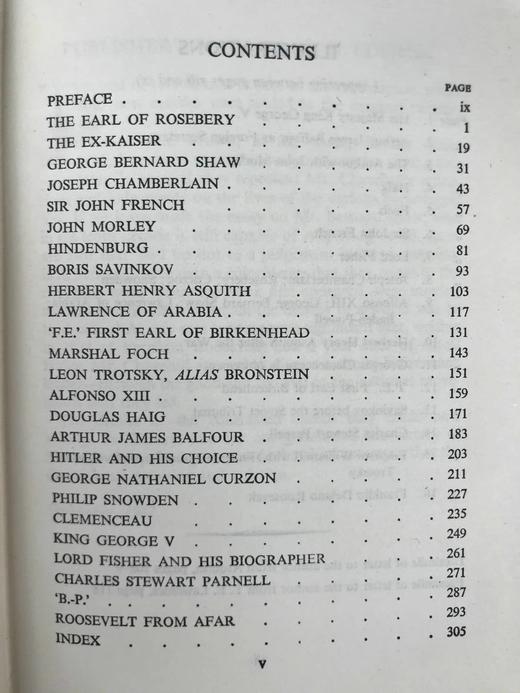 CONTENTS
PAGE
PREFACE . . . . . . . . . . ix
THE EARL OF ROSEBERY . . . . . . 1
THE EX-KAISER . . . . . . . . 19
GEORGE BERNARD SHAW . . . . . . 31
JOSEPH CHAMBERLAIN . . . . . . . 43
SIR JOHN FRENCH . . . . . . . . 57
JOHN MORLEY . . . . . . . . 69
HINDENBURG . . . . . . . . . 81
BORIS SAVINKOV . . . . . . . . 93
HERBERT HENRY ASQUITH . . . . . . 103
LAWRENCE OF ARABIA . . . . . . . 117
'F.E.' FIRST EARL OF BIRKENHEAD . . . . 131
MARSHAL FOCH . . . . . . . . 143
LEON TROTSKY, ALIAS BRONSTEIN . . . . 151
ALFONSO XIII . . . . . . . . . 159
DOUGLAS HAIG . . . . . . . . 171
ARTHUR JAMES BALFOUR . . . . . . 183
HITLER AND HIS CHOICE . . . . . . 203
GEORGE NATHANIEL CURZON . . . . . 211
PHILIP SNOWDEN . . . . . . . . 227
CLEMENCEAU . . . . . . . . . 235
KING GEORGE V . . . . . . . . 249
LORD FISHER AND HIS BIOGRAPHER . . . . 261
CHARLES STEWART PARNELL . . . . . 271
'B.-P.' . . . . . . . . . . 287
ROOSEVELT FROM AFAR . . . . . . 293
INDEX . . . . . . . . . . 305
v